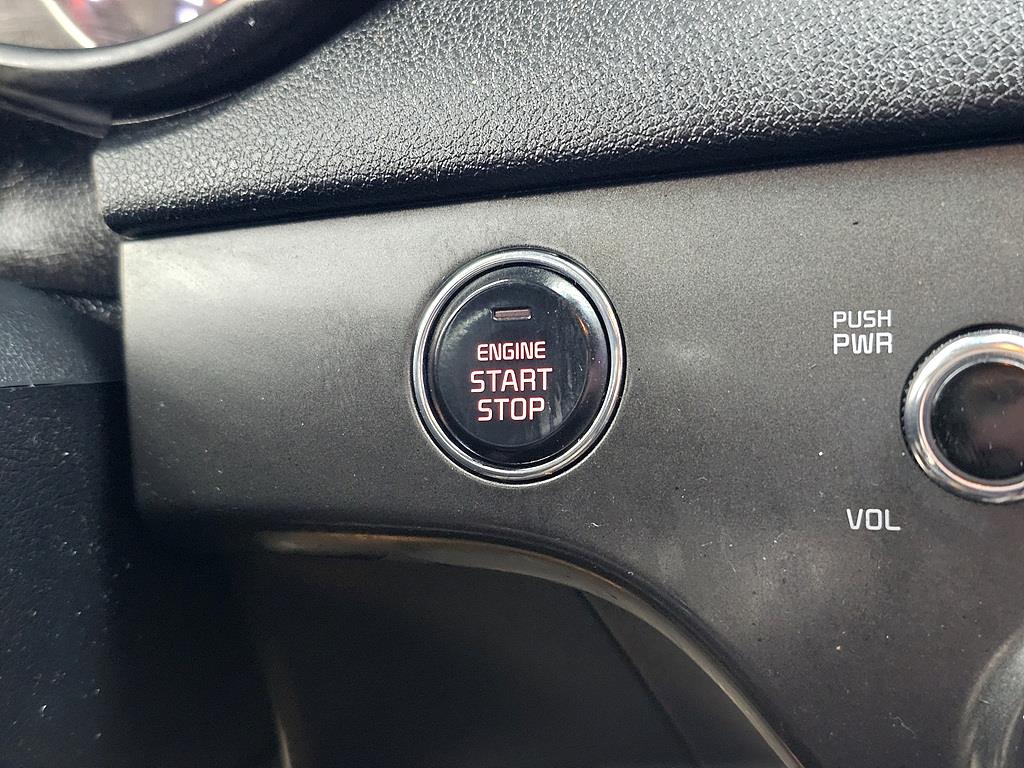 ENGINE
START
STOP
PUSH
PWR
VOL